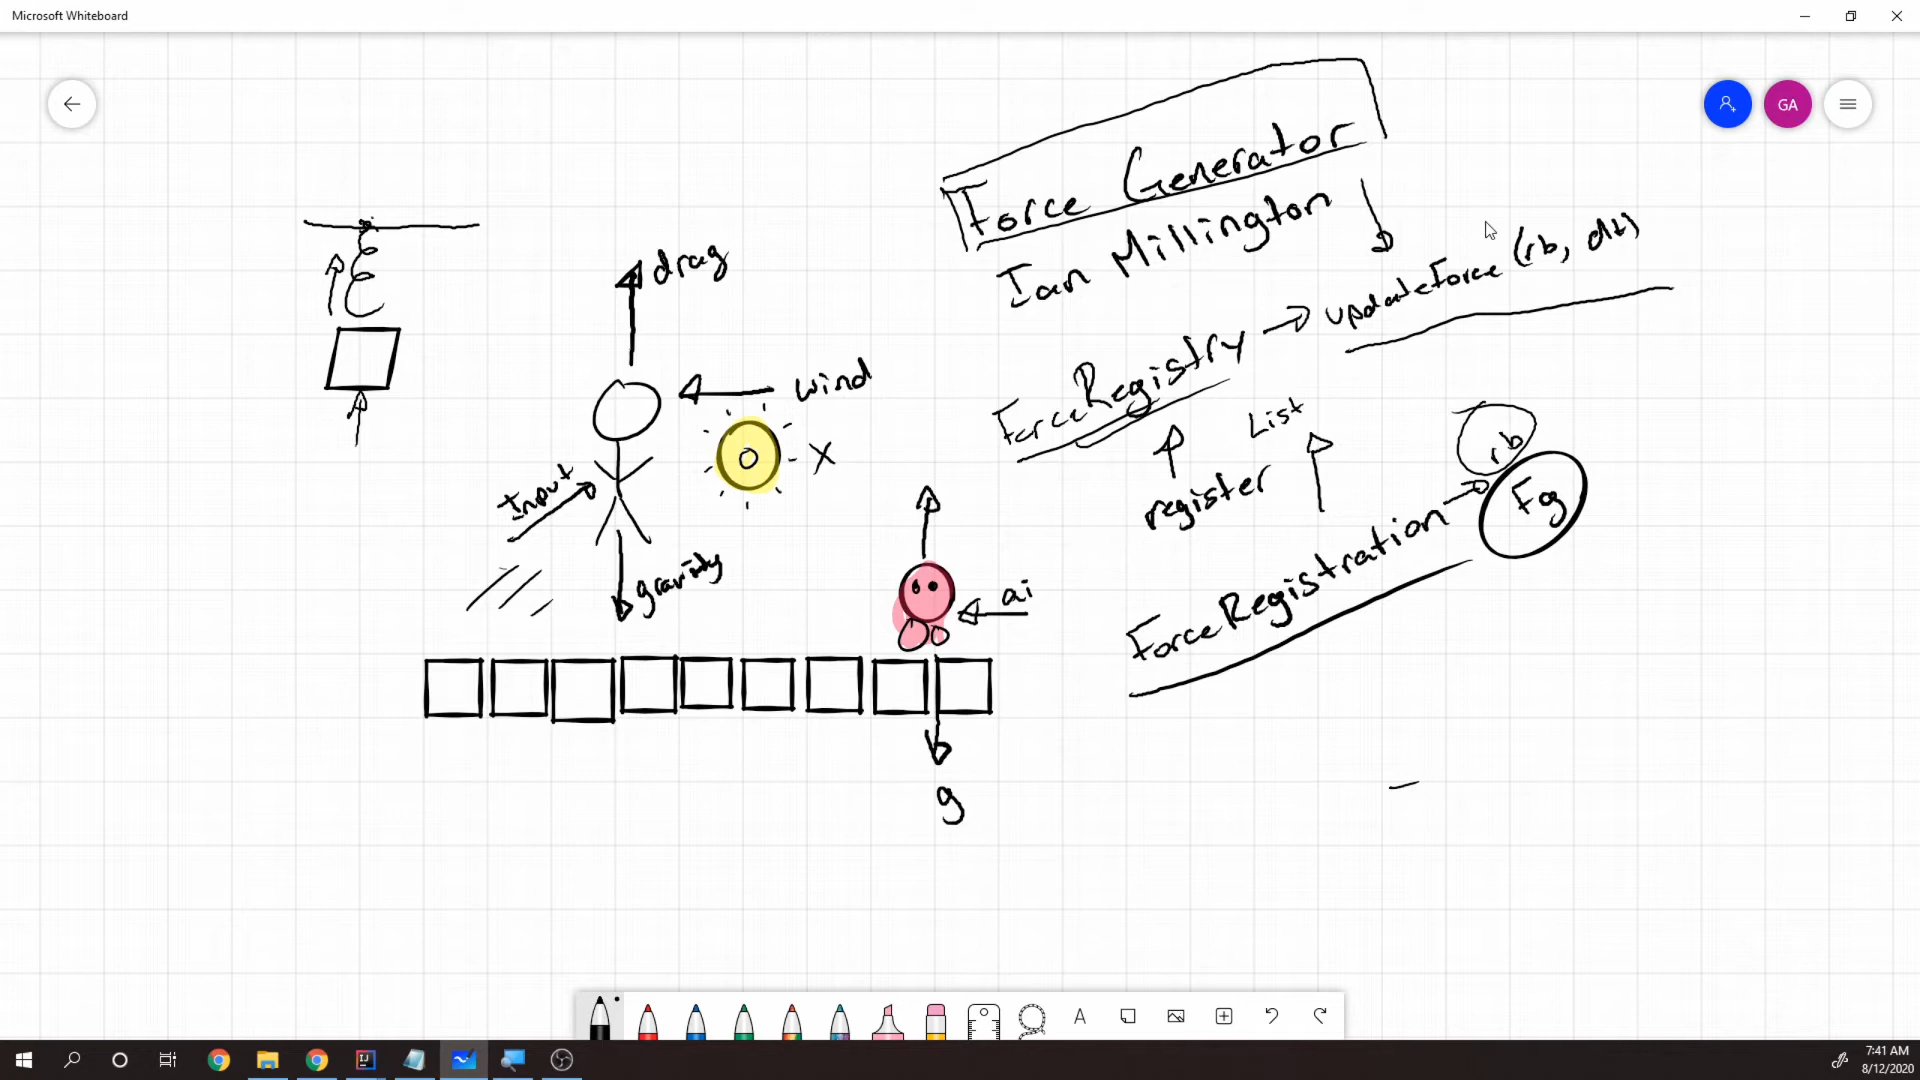 Microsoft Whiteboard
GA
Force Generator
Ian Millington
ForceRegistry → updateForce (rb, dt)
List
register
ForceRegistration → Fg
rb
drag
wind
X
Input
gravity
ai
g
A
7:41 AM
8/12/2020